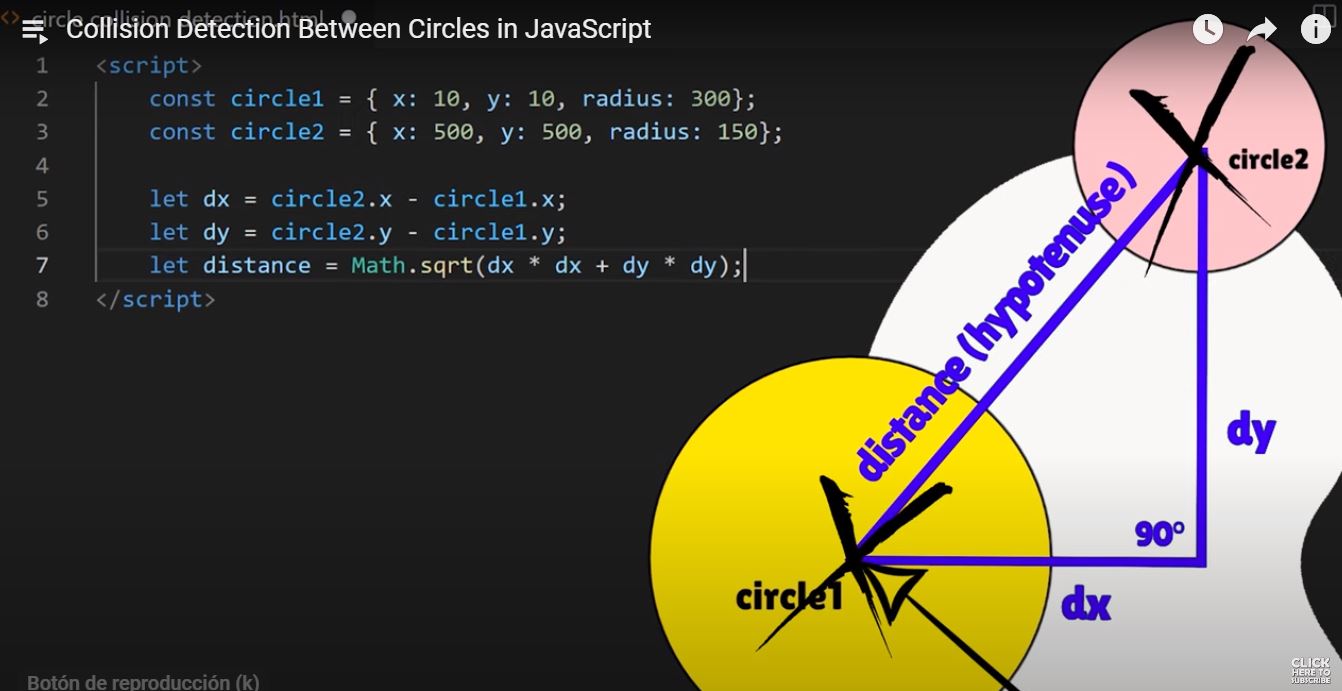 circle collision detection.html
Collision Detection Between Circles in JavaScript
1 <script>
2 const circle1 = { x: 10, y: 10, radius: 300};
3 const circle2 = { x: 500, y: 500, radius: 150};
4
5 let dx = circle2.x - circle1.x;
6 let dy = circle2.y - circle1.y;
7 let distance = Math.sqrt(dx * dx + dy * dy);
8 </script>
circle2
distance (hypotenuse)
dy
90º
circle1
dx
CLICK
HERE TO
SUBSCRIBE
Botón de reproducción (k)